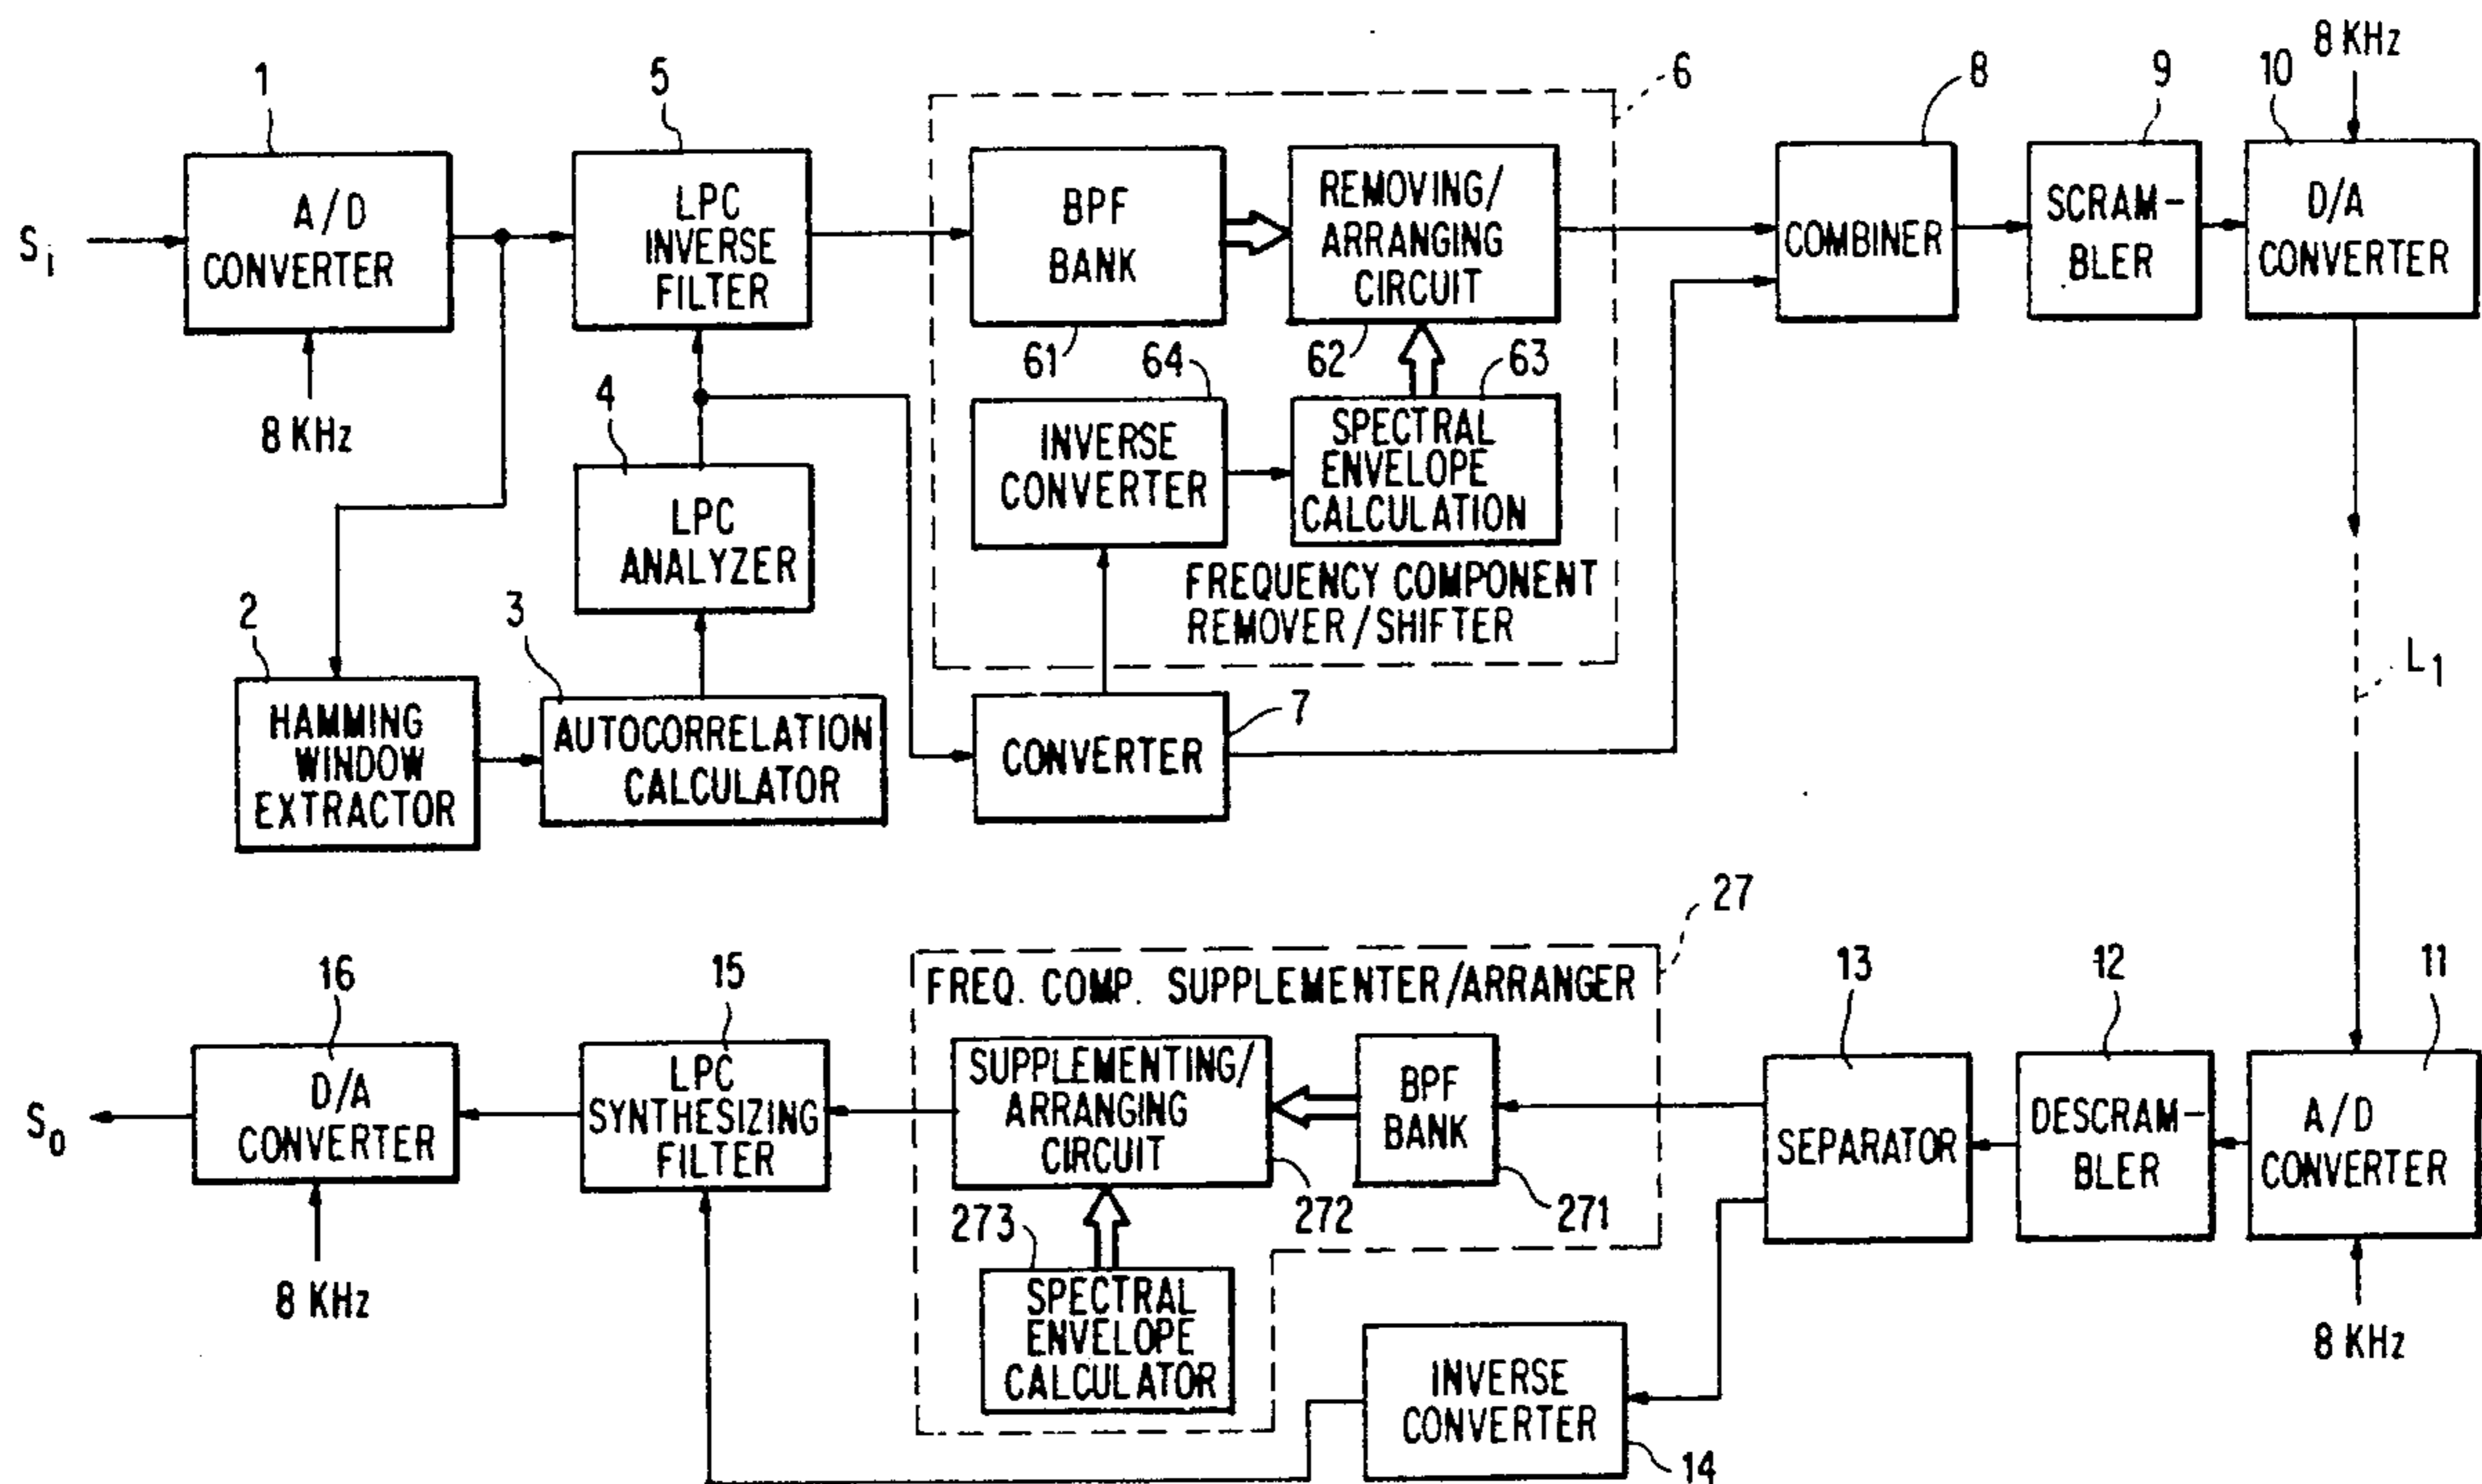 8 KHz
1
5
6
8
9
10
S_i
A/D
CONVERTER
LPC
INVERSE
FILTER
BPF
BANK
REMOVING/
ARRANGING
CIRCUIT
COMBINER
SCRAM-
BLER
D/A
CONVERTER
8 KHz
4
61
64
62
63
LPC
ANALYZER
INVERSE
CONVERTER
SPECTRAL
ENVELOPE
CALCULATION
FREQUENCY COMPONENT
REMOVER/SHIFTER
2
3
7
L_1
HAMMING
WINDOW
EXTRACTOR
AUTOCORRELATION
CALCULATOR
CONVERTER
27
16
15
FREQ. COMP. SUPPLEMENTER/ARRANGER
13
12
11
S_0
D/A
CONVERTER
LPC
SYNTHESIZING
FILTER
SUPPLEMENTING/
ARRANGING
CIRCUIT
BPF
BANK
SEPARATOR
DESCRAM-
BLER
A/D
CONVERTER
273
272
271
8 KHz
SPECTRAL
ENVELOPE
CALCULATOR
INVERSE
CONVERTER
8 KHz
14